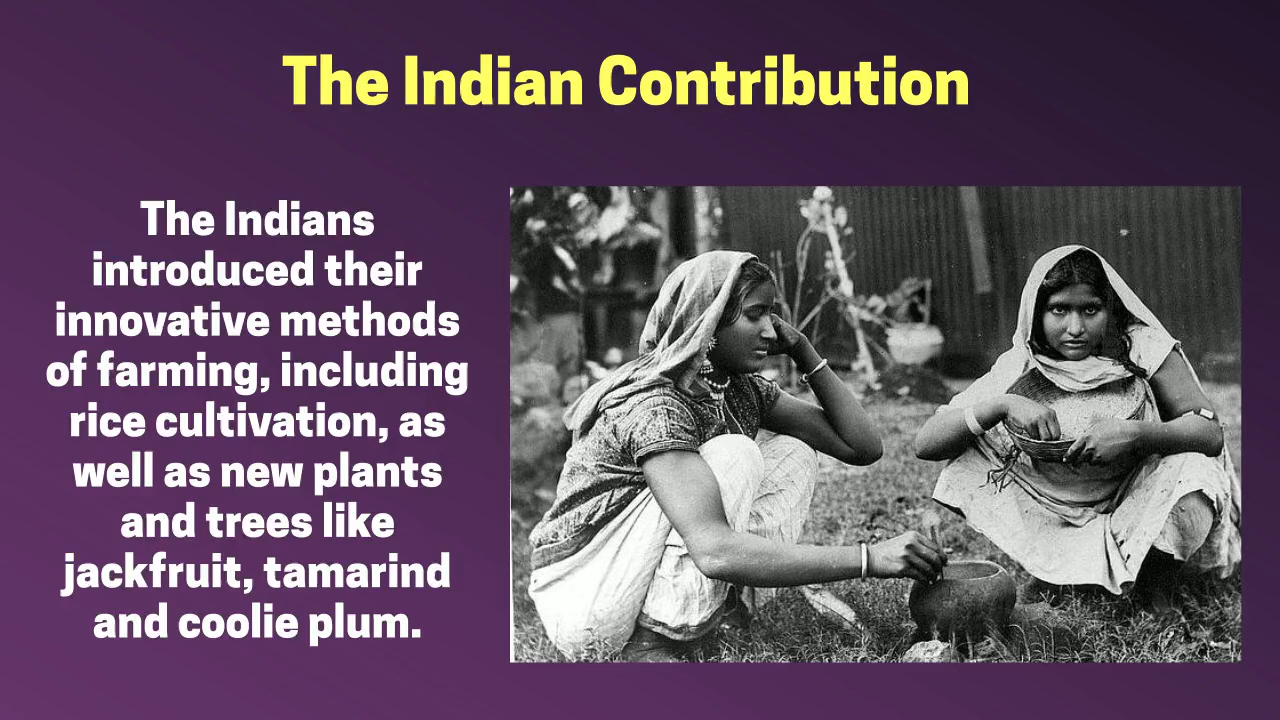 The Indian Contribution
The Indians
introduced their
innovative methods
of farming, including
rice cultivation, as
well as new plants
and trees like
jackfruit, tamarind
and coolie plum.